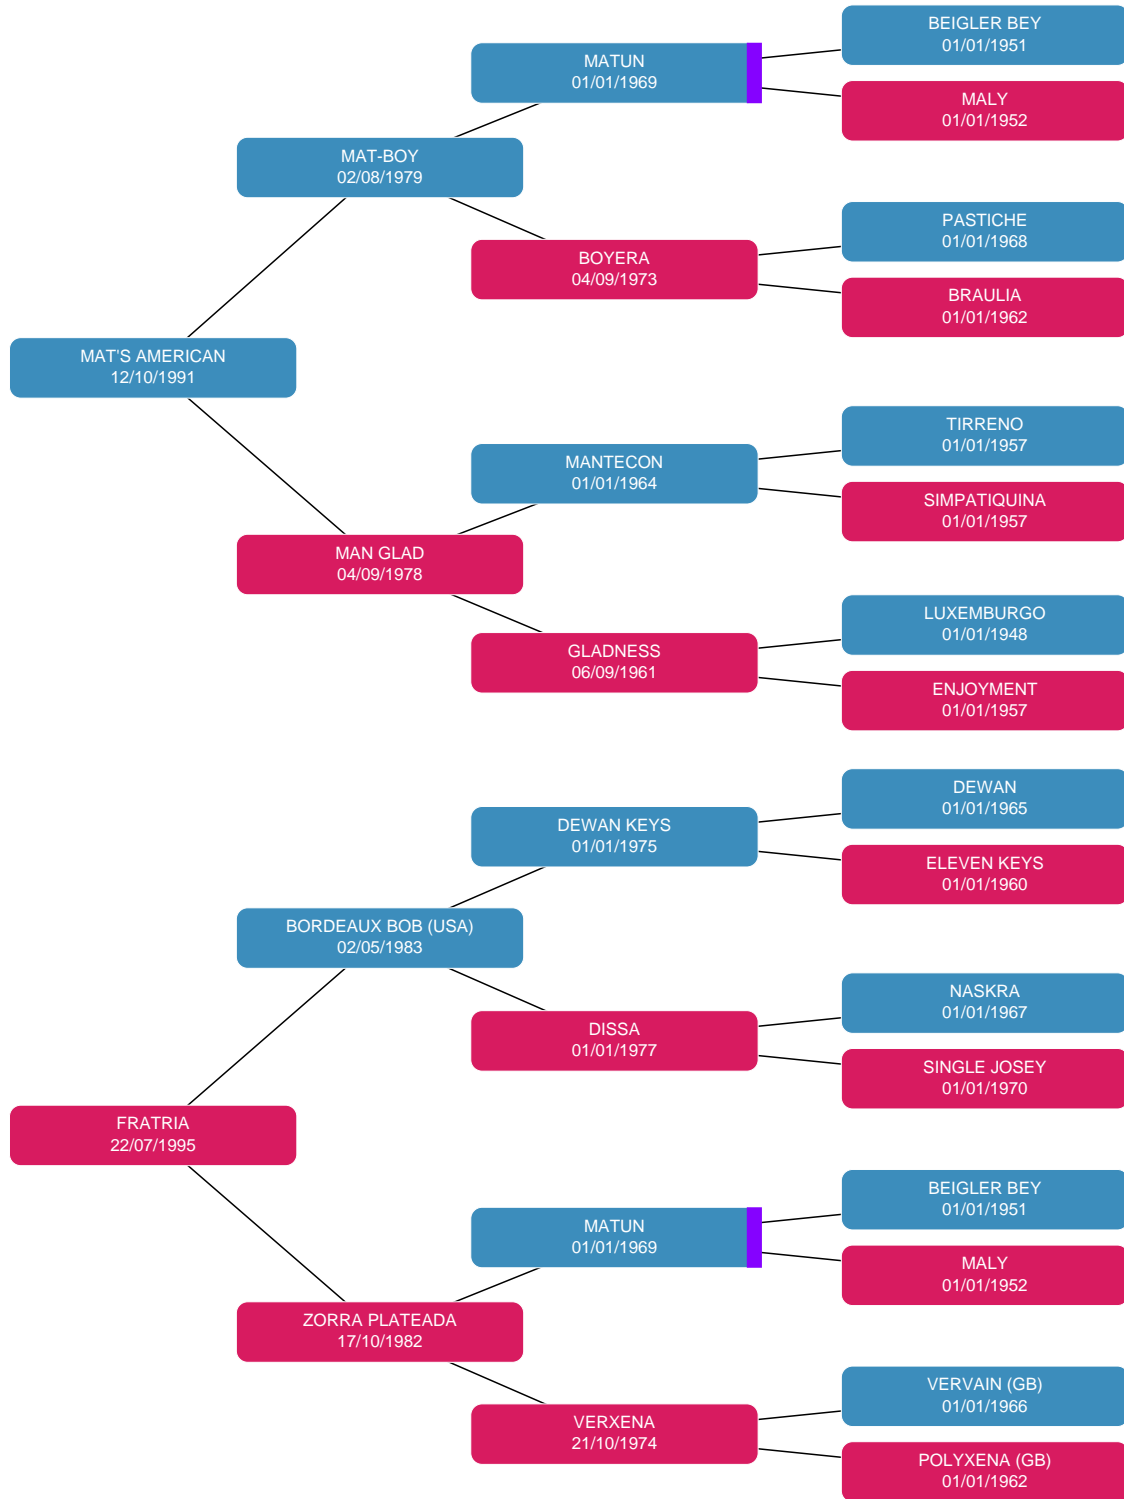 BEIGLER BEY
01/01/1951
MATUN
01/01/1969
MALY
01/01/1952
MAT-BOY
02/08/1979
PASTICHE
01/01/1968
BOYERA
04/09/1973
BRAULIA
01/01/1962
MAT'S AMERICAN
12/10/1991
TIRRENO
01/01/1957
MANTECON
01/01/1964
SIMPATIQUINA
01/01/1957
MAN GLAD
04/09/1978
LUXEMBURGO
01/01/1948
GLADNESS
06/09/1961
ENJOYMENT
01/01/1957
DEWAN
01/01/1965
DEWAN KEYS
01/01/1975
ELEVEN KEYS
01/01/1960
BORDEAUX BOB (USA)
02/05/1983
NASKRA
01/01/1967
DISSA
01/01/1977
SINGLE JOSEY
01/01/1970
FRATRIA
22/07/1995
BEIGLER BEY
01/01/1951
MATUN
01/01/1969
MALY
01/01/1952
ZORRA PLATEADA
17/10/1982
VERVAIN (GB)
01/01/1966
VERXENA
21/10/1974
POLYXENA (GB)
01/01/1962